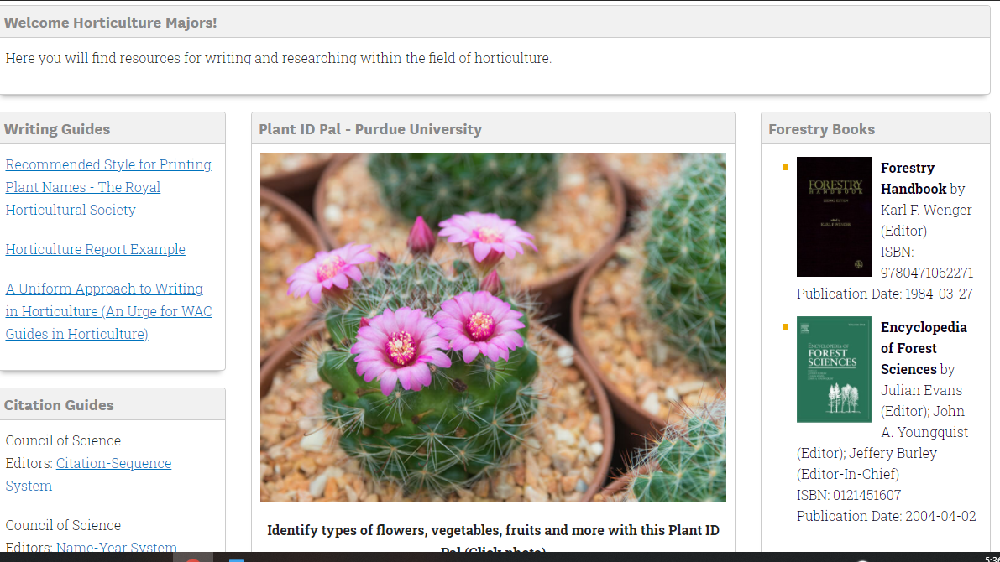 Welcome Horticulture Majors!
Here you will find resources for writing and researching within the field of horticulture.
Writing Guides
Recommended Style for Printing
Plant Names - The Royal
Horticultural Society
Horticulture Report Example
A Uniform Approach to Writing
in Horticulture (An Urge for WAC
Guides in Horticulture)
Citation Guides
Council of Science
Editors: Citation-Sequence
System
Council of Science
Editors: Name-Year System
Plant ID Pal - Purdue University
Identify types of flowers, vegetables, fruits and more with this Plant ID
Pal (Click photo)
Forestry Books
FORESTRY
HANDBOOK
KARL F. WENGER
Forestry
Handbook by
Karl F. Wenger
(Editor)
ISBN:
9780471062271
Publication Date: 1984-03-27
ENCYCLOPEDIA OF
FOREST
SCIENCES
Encyclopedia
of Forest
Sciences by
Julian Evans
(Editor); John
A. Youngquist
(Editor); Jeffery Burley
(Editor-In-Chief)
ISBN: 0121451607
Publication Date: 2004-04-02